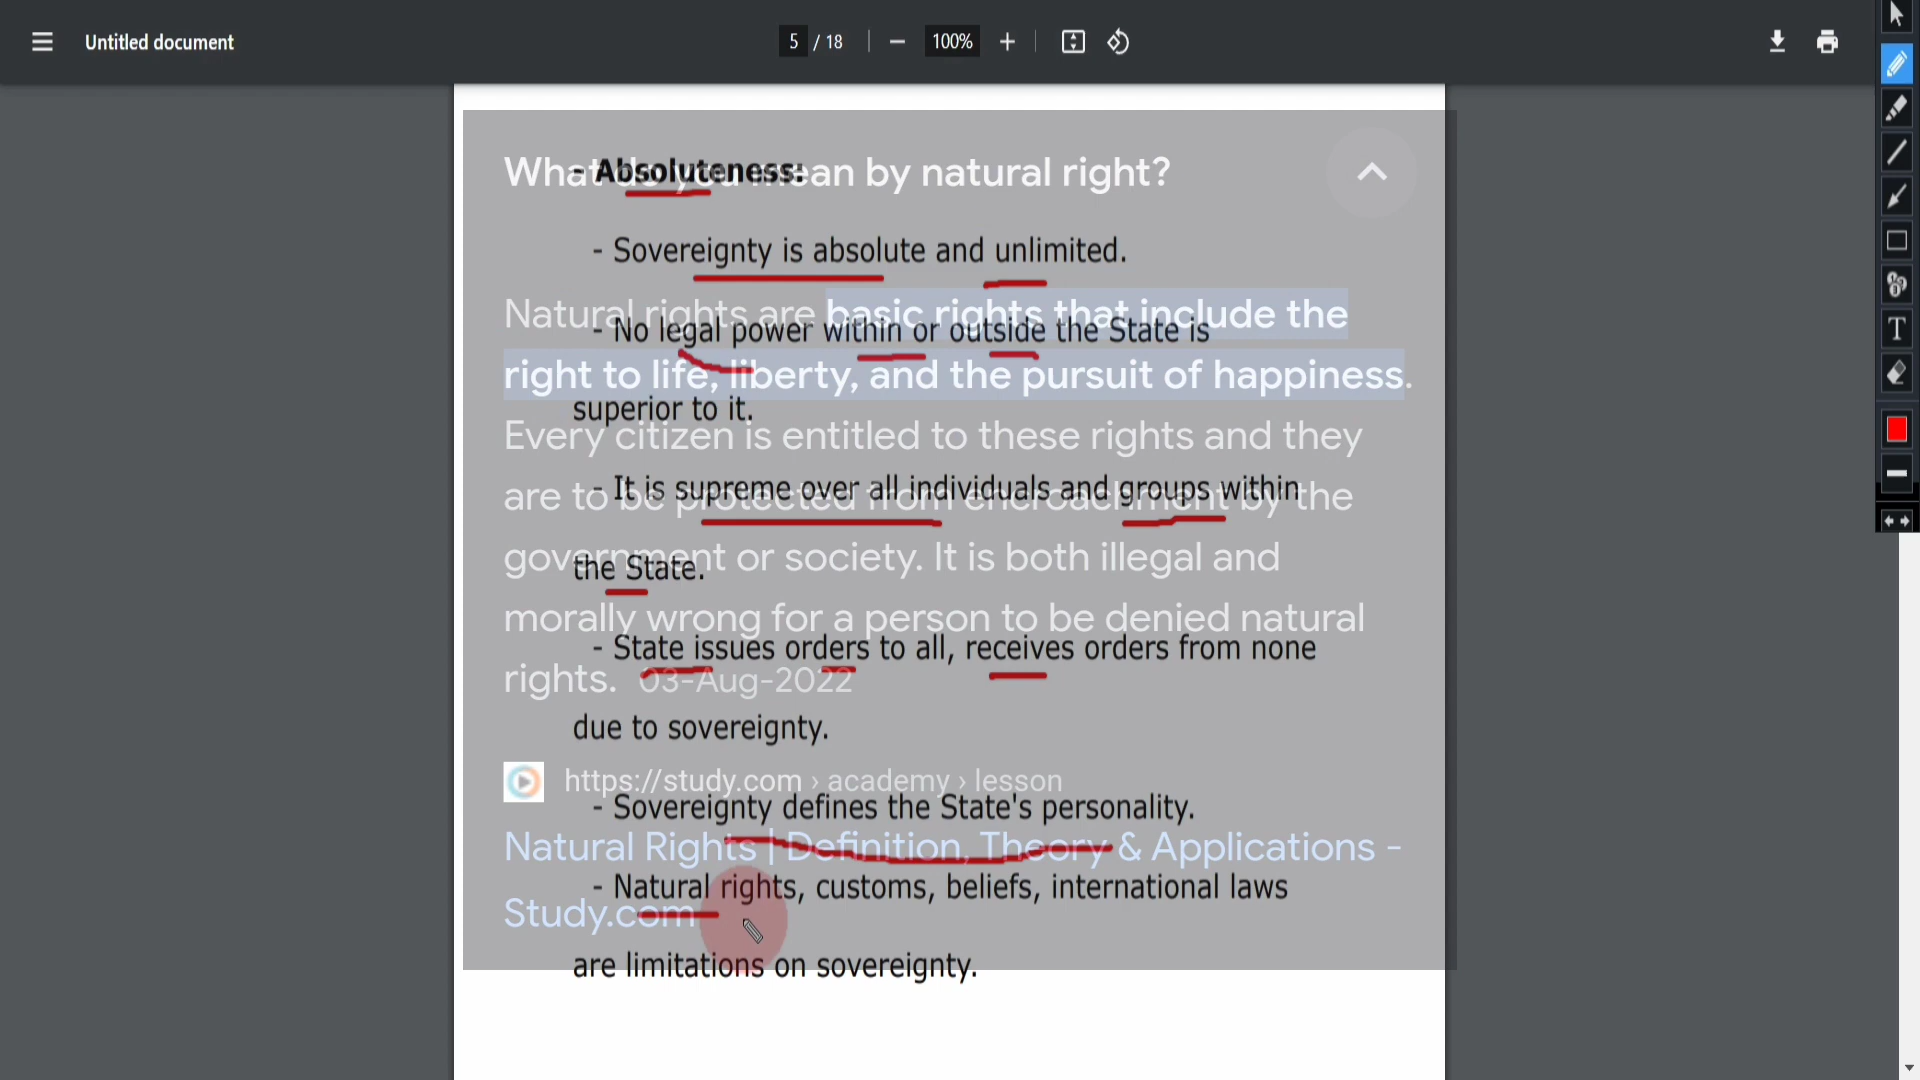 Untitled document
5 / 18
100%
What do you mean by natural right?
- Absoluteness:
- Sovereignty is absolute and unlimited.
Natural rights are basic rights that include the
- No legal power within or outside the State is
right to life, liberty, and the pursuit of happiness.
superior to it.
Every citizen is entitled to these rights and they
- It is supreme over all individuals and groups within
are to be protected from encroachment by the
government or society. It is both illegal and
the State.
morally wrong for a person to be denied natural
- State issues orders to all, receives orders from none
rights. 03-Aug-2022
due to sovereignty.
https://study.com › academy › lesson
- Sovereignty defines the State's personality.
Natural Rights | Definition, Theory & Applications -
- Natural rights, customs, beliefs, international laws
Study.com
are limitations on sovereignty.
T